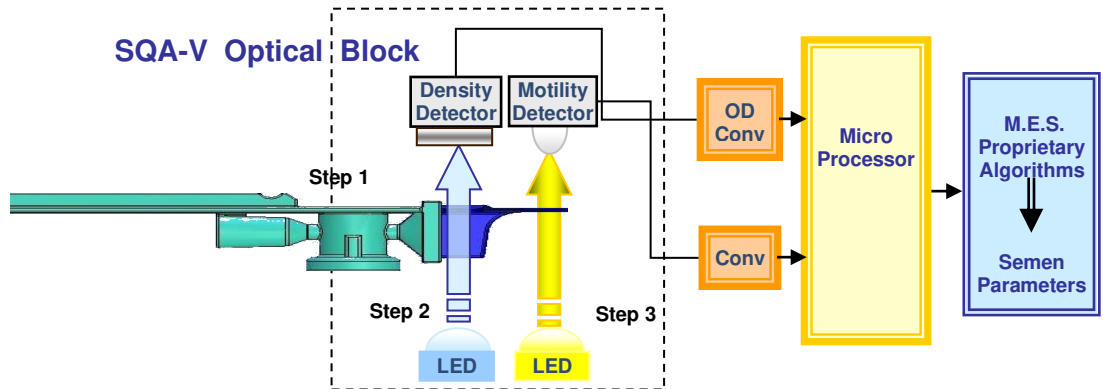 SQA-V Optical Block
Density
Detector
Motility
Detector
OD
Conv
Micro
Processor
M.E.S.
Proprietary
Algorithms
Step 1
Conv
Semen
Parameters
Step 2
Step 3
LED
LED